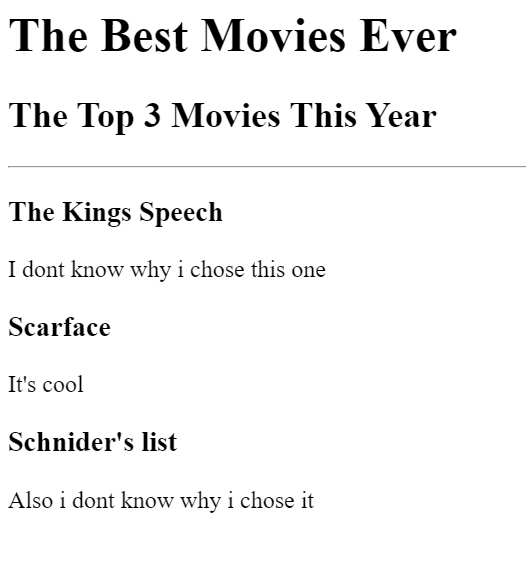 The Best Movies Ever
The Top 3 Movies This Year
The Kings Speech
I dont know why i chose this one
Scarface
It's cool
Schnider's list
Also i dont know why i chose it